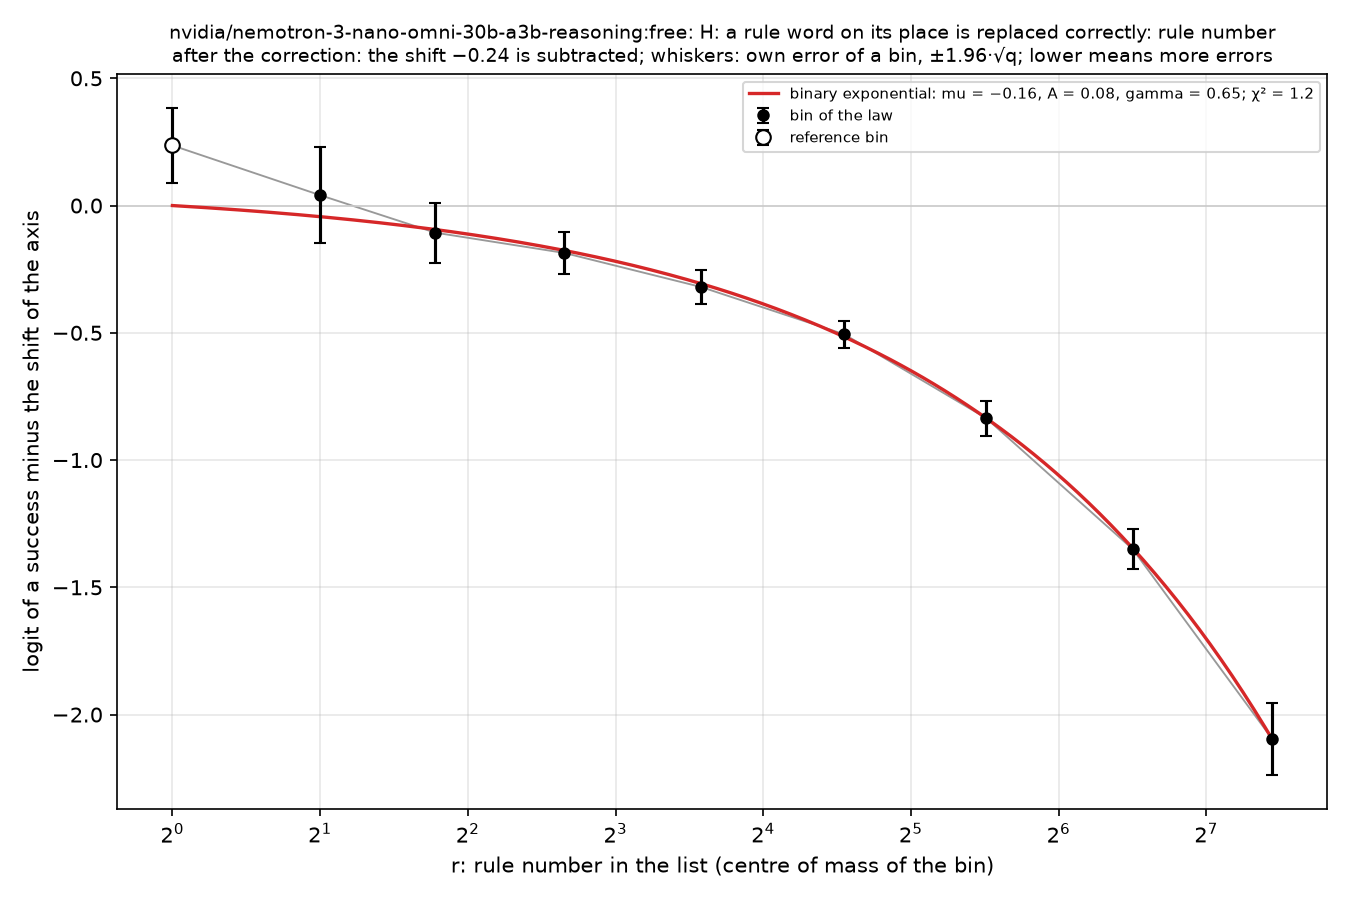 nvidia/nemotron-3-nano-omni-30b-a3b-reasoning:free: H: a rule word on its place is replaced correctly: rule number
after the correction: the shift −0.24 is subtracted; whiskers: own error of a bin, ±1.96·√q; lower means more errors
binary exponential: mu = −0.16, A = 0.08, gamma = 0.65; χ² = 1.2
bin of the law
reference bin
logit of a success minus the shift of the axis
0.5
0.0
−0.5
−1.0
−1.5
−2.0
2⁰ 2¹ 2² 2³ 2⁴ 2⁵ 2⁶ 2⁷
r: rule number in the list (centre of mass of the bin)